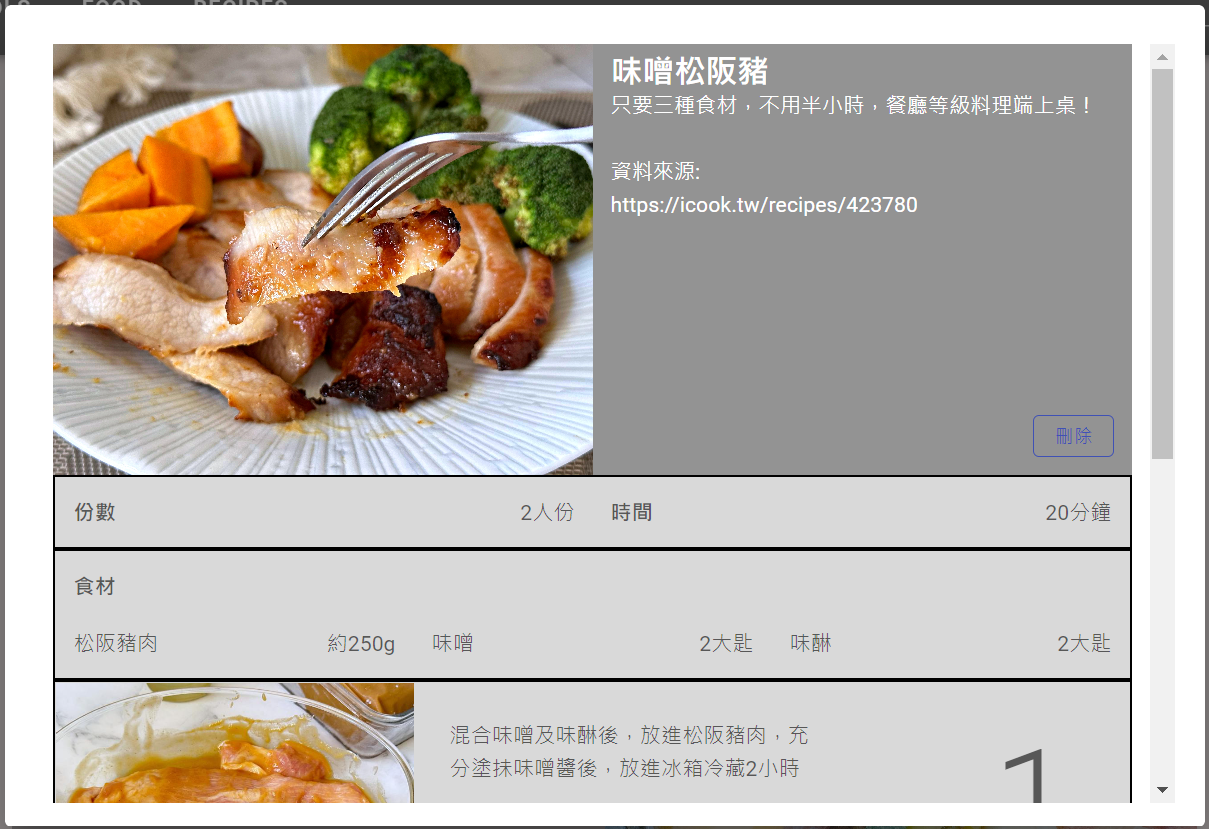 味噌松阪豬
只要三種食材，不用半小時，餐廳等級料理端上桌！
資料來源:
https://icook.tw/recipes/423780
刪除
份數 2人份 時間 20分鐘
食材
松阪豬肉 約250g 味噌 2大匙 味醂 2大匙
混合味噌及味醂後，放進松阪豬肉，充
分塗抹味噌醬後，放進冰箱冷藏2小時
1